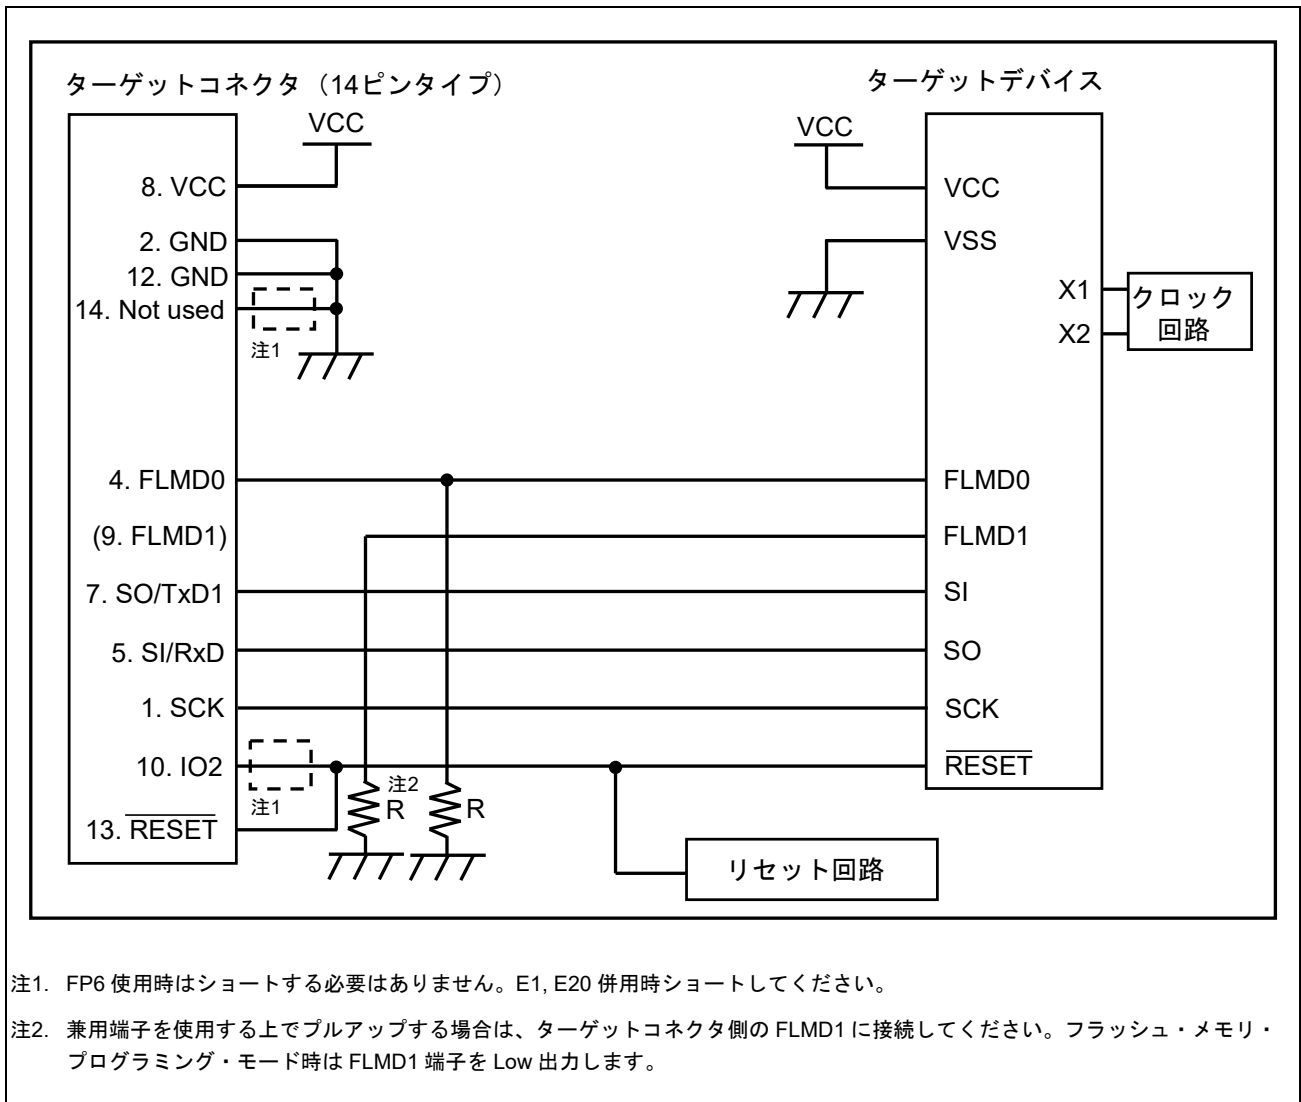 ターゲットコネクタ（14ピンタイプ）
ターゲットデバイス
VCC
VCC
8. VCC
VCC
2. GND
VSS
12. GND
14. Not used
X1
クロック
回路
X2
注1
4. FLMD0
FLMD0
(9. FLMD1)
FLMD1
7. SO/TxD1
SI
5. SI/RxD
SO
1. SCK
SCK
10. IO2
RESET
注1
注2
R
R
13. RESET
リセット回路
注1. FP6 使用時はショートする必要はありません。E1, E20 併用時ショートしてください。
注2. 兼用端子を使用する上でプルアップする場合は、ターゲットコネクタ側の FLMD1 に接続してください。フラッシュ・メモリ・
プログラミング・モード時は FLMD1 端子を Low 出力します。